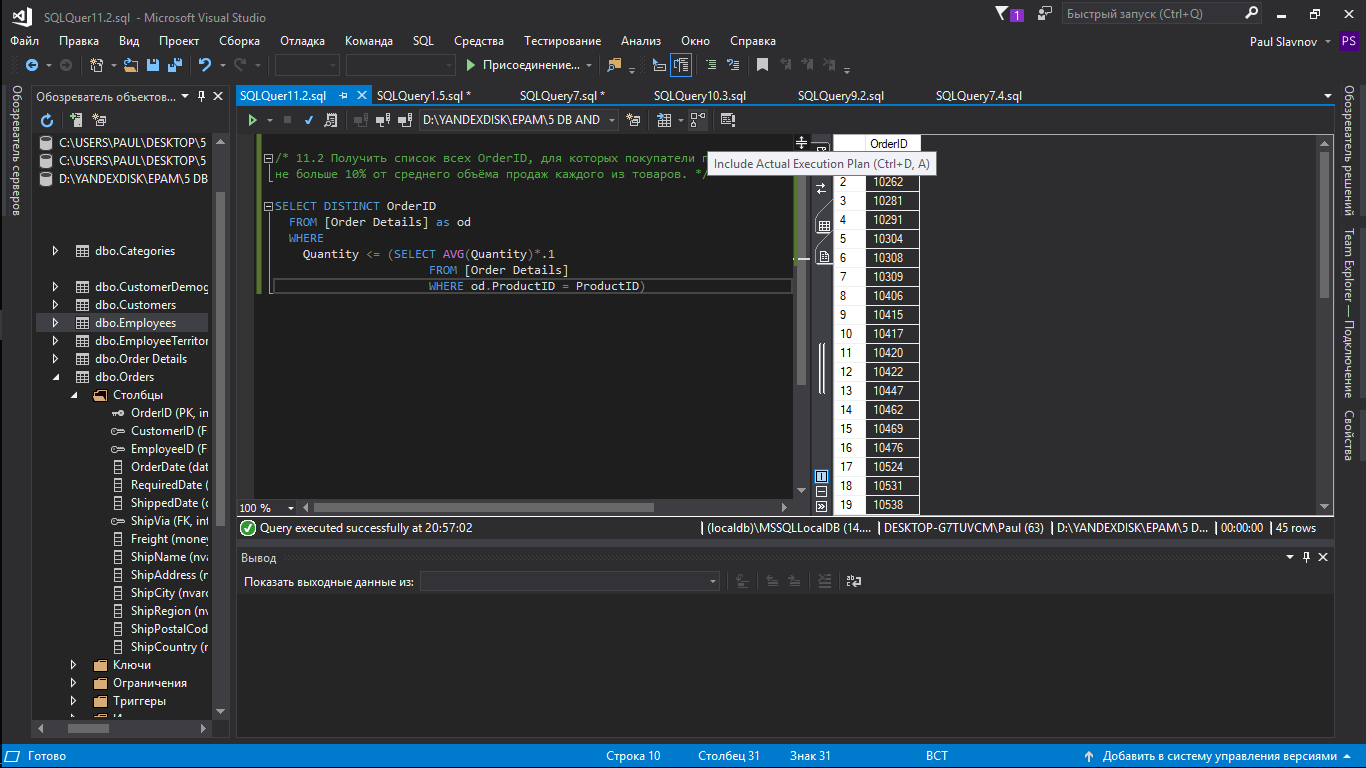 SQLQuer11.2.sql - Microsoft Visual Studio
1
Быстрый запуск (Ctrl+Q)
Файл Правка Вид Проект Сборка Отладка Команда SQL Средства Тестирование Анализ Окно Справка
Paul Slavnov PS
Присоединение...
Обозреватель серверов
Обозреватель объектов...
SQLQuer11.2.sql SQLQuery1.5.sql * SQLQuery7.sql * SQLQuery10.3.sql SQLQuery9.2.sql SQLQuery7.4.sql
D:\YANDEXDISK\EPAM\5 DB AND
C:\USERS\PAUL\DESKTOP\5
C:\USERS\PAUL\DESKTOP\5
D:\YANDEXDISK\EPAM\5 DB
dbo.Categories
dbo.CustomerDemog
dbo.Customers
dbo.Employees
dbo.EmployeeTerritor
dbo.Order Details
dbo.Orders
Столбцы
OrderID (PK, in
CustomerID (F
EmployeeID (F
OrderDate (dat
RequiredDate (
ShippedDate (d
ShipVia (FK, int
Freight (money
ShipName (nva
ShipAddress (n
ShipCity (nvarc
ShipRegion (nv
ShipPostalCod
ShipCountry (n
Ключи
Ограничения
Триггеры
/* 11.2 Получить список всех OrderID, для которых покупатели п
не больше 10% от среднего объёма продаж каждого из товаров. */
SELECT DISTINCT OrderID
FROM [Order Details] as od
WHERE
Quantity <= (SELECT AVG(Quantity)*.1
FROM [Order Details]
WHERE od.ProductID = ProductID)
Include Actual Execution Plan (Ctrl+D, A)
OrderID
2 10262
3 10281
4 10291
5 10304
6 10308
7 10309
8 10406
9 10415
10 10417
11 10420
12 10422
13 10447
14 10462
15 10469
16 10476
17 10524
18 10531
19 10538
Обозреватель решений
Team Explorer — Подключение
Свойства
100 %
Query executed successfully at 20:57:02
(localdb)\MSSQLLocalDB (14.... DESKTOP-G7TUVCM\Paul (63) D:\YANDEXDISK\EPAM\5 D... 00:00:00 45 rows
Вывод
Показать выходные данные из:
Готово
Строка 10 Столбец 31 Знак 31 ВСТ
Добавить в систему управления версиями